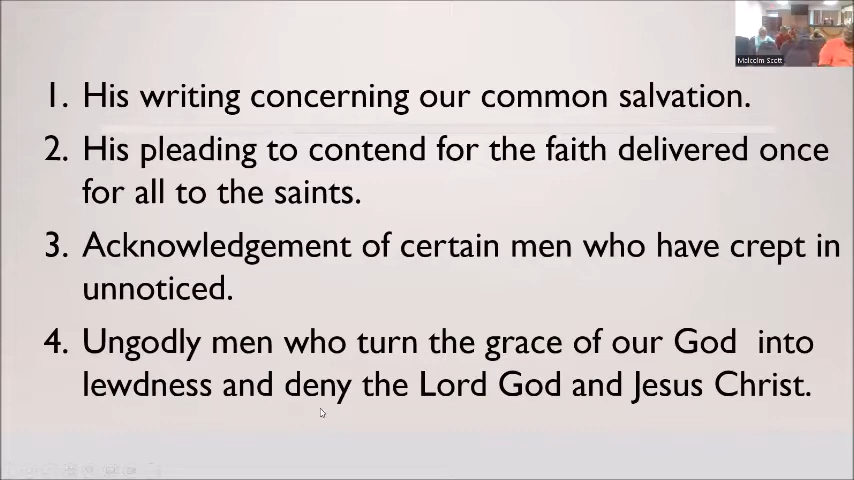 Malcolm Scott
1. His writing concerning our common salvation.
2. His pleading to contend for the faith delivered once
for all to the saints.
3. Acknowledgement of certain men who have crept in
unnoticed.
4. Ungodly men who turn the grace of our God  into
lewdness and deny the Lord God and Jesus Christ.